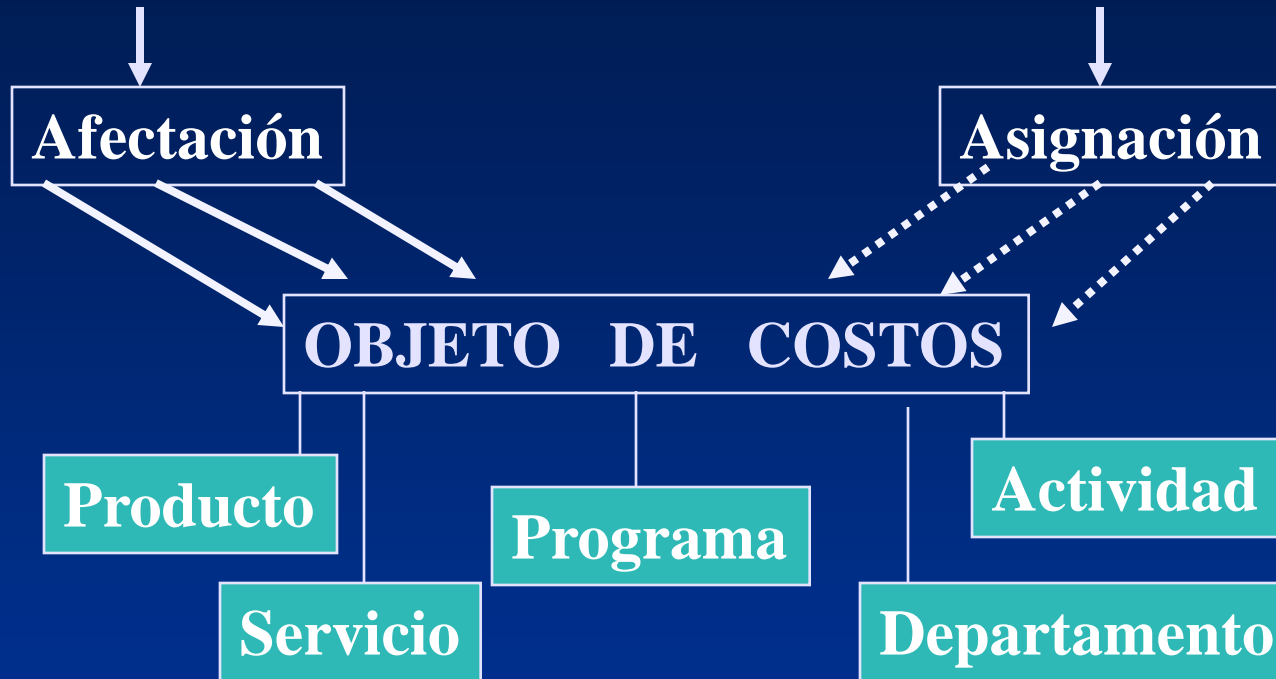 Afectación
Asignación
OBJETO DE COSTOS
Producto
Programa
Actividad
Servicio
Departamento